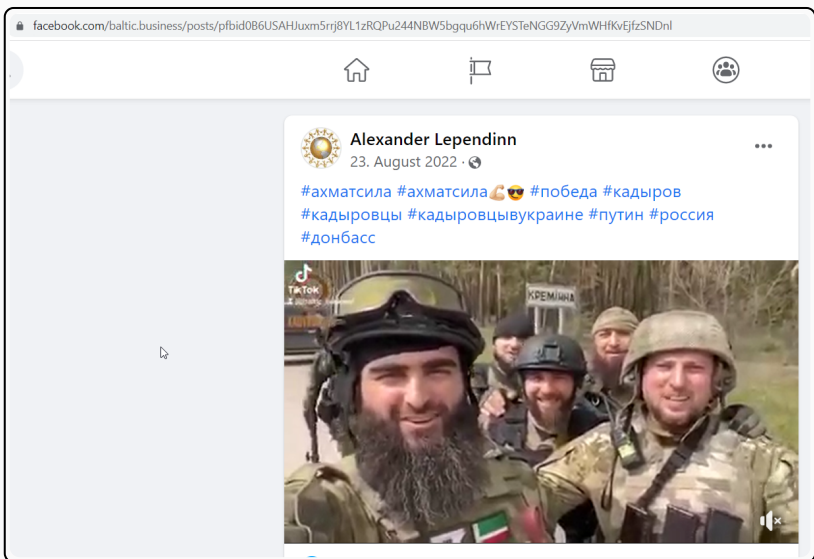 facebook.com/baltic.business/posts/pfbid0B6USAHJuxm5rrj8YL1zRQPu244NBW5bgqu6hWrEYSTeNGG9ZyVmWHfKvEjfzSNDnl
Alexander Lependinn
23. August 2022 ·
#ахматсила #ахматсила💪🏼😎 #победа #кадыров
#кадыровцы #кадыровцывукраине #путин #россия
#донбасс
TikTok
КРЕМІННА